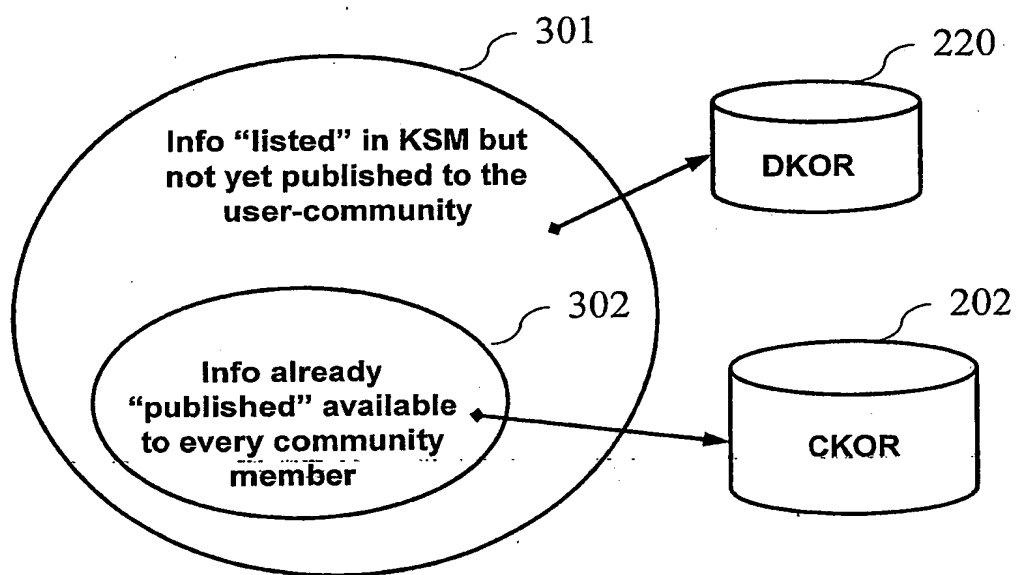 301
220
Info “listed” in KSM but
not yet published to the
user-community
DKOR
302
202
Info already
“published” available
to every community
member
CKOR